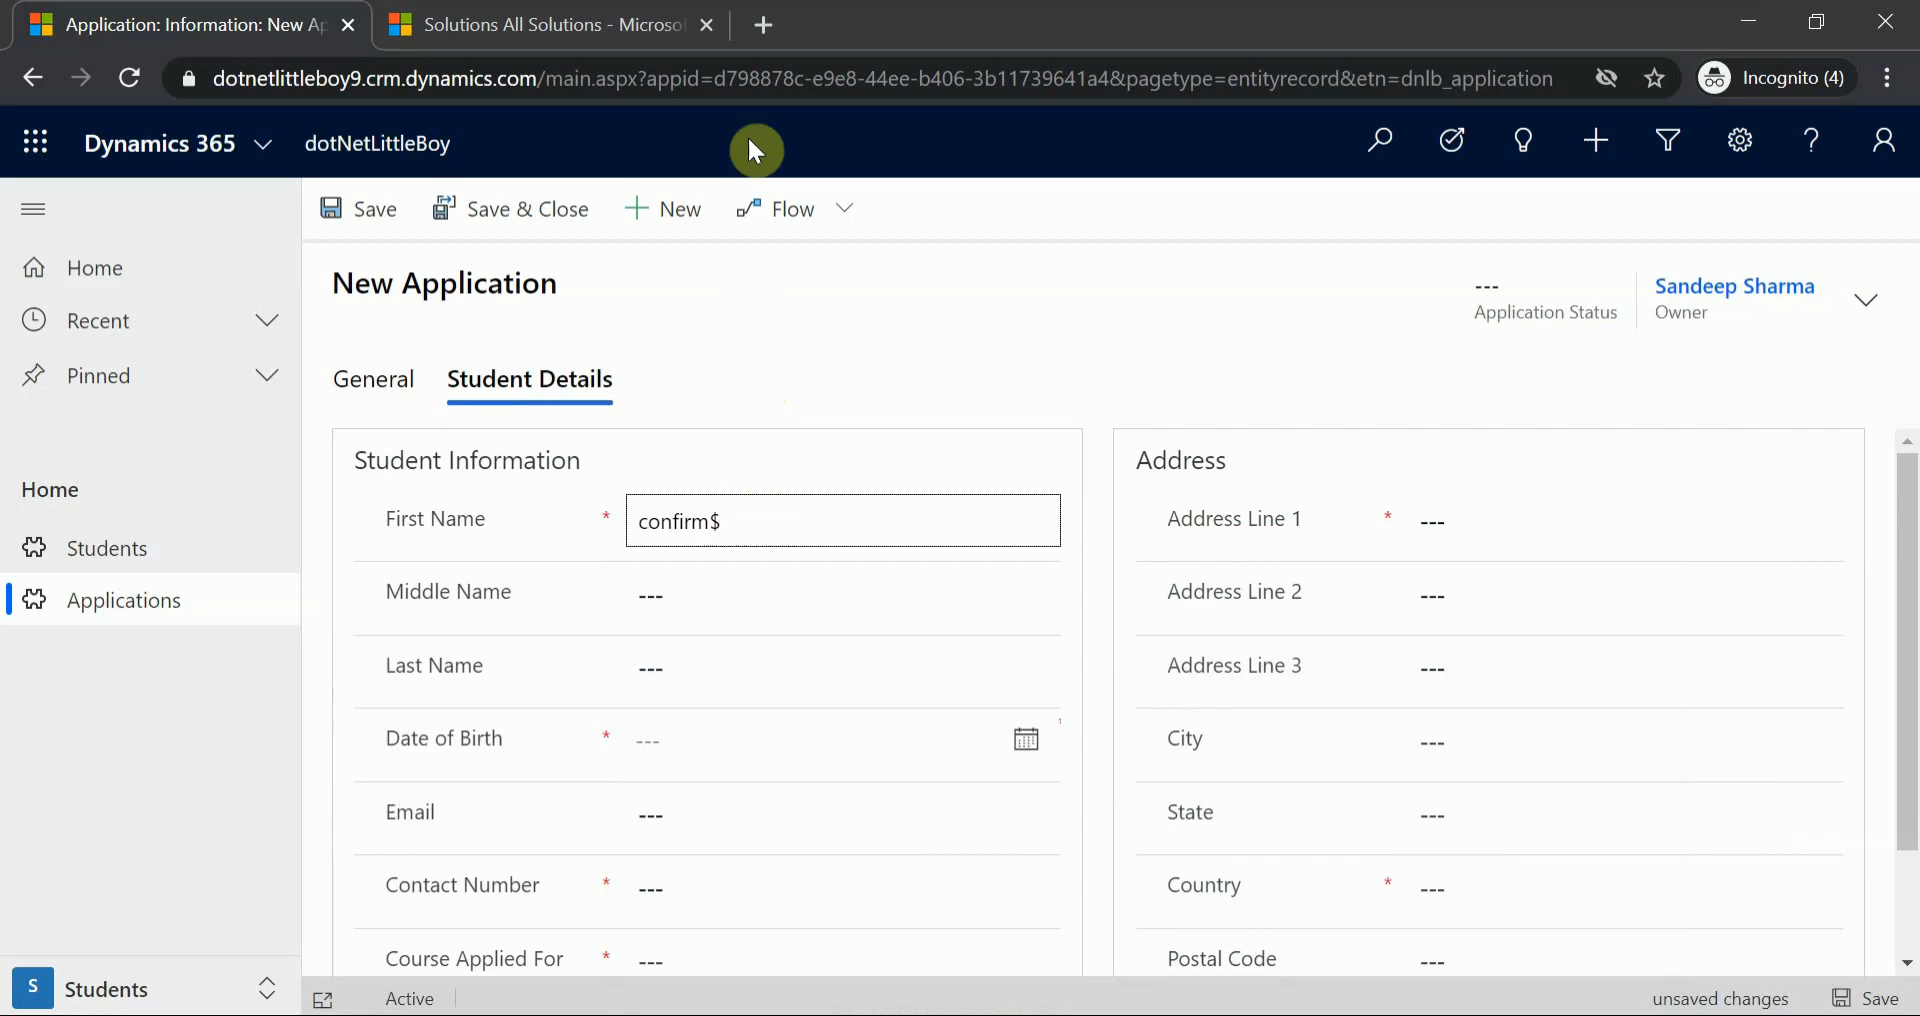 Application: Information: New Ap
Solutions All Solutions - Microsof
dotnetlittleboy9.crm.dynamics.com/main.aspx?appid=d798878c-e9e8-44ee-b406-3b11739641a4&pagetype=entityrecord&etn=dnlb_application
Incognito (4)
Dynamics 365
dotNetLittleBoy
Save
Save & Close
New
Flow
Home
Recent
Pinned
Home
Students
Applications
S
Students
New Application
---
Application Status
Sandeep Sharma
Owner
General
Student Details
Student Information
First Name * confirm$
Middle Name ---
Last Name ---
Date of Birth * ---
Email ---
Contact Number * ---
Course Applied For * ---
Address
Address Line 1 * ---
Address Line 2 ---
Address Line 3 ---
City ---
State ---
Country * ---
Postal Code ---
Active
unsaved changes
Save